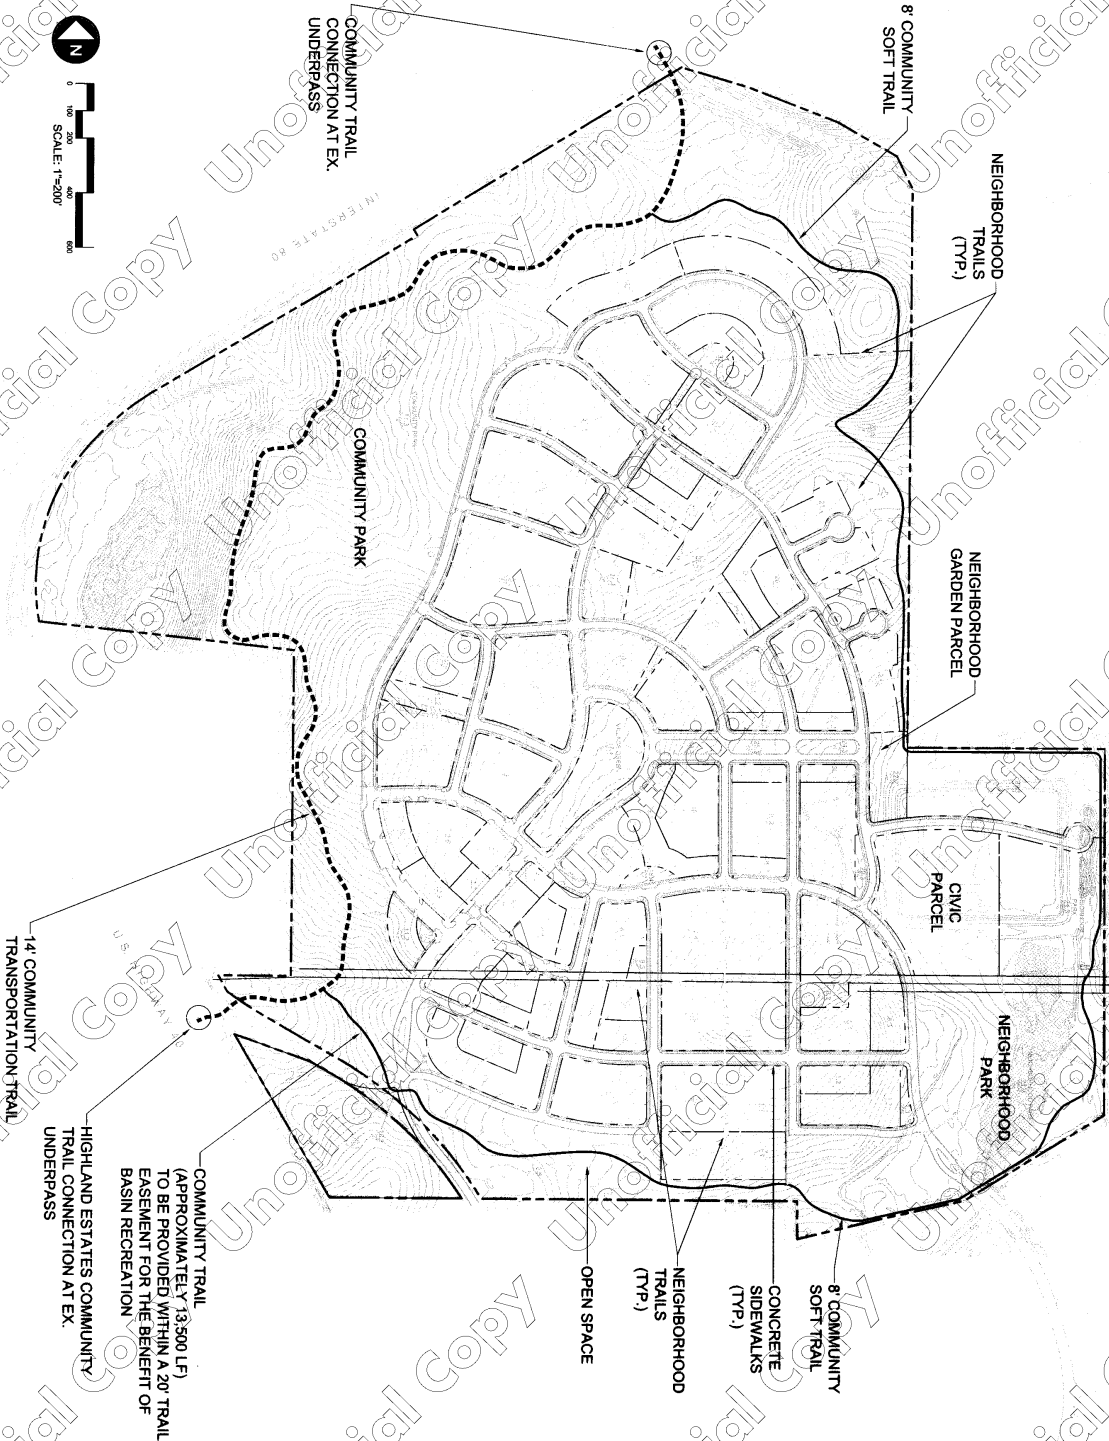 8' COMMUNITY
SOFT TRAIL
NEIGHBORHOOD
TRAILS
(TYP.)
NEIGHBORHOOD
GARDEN PARCEL
COMMUNITY TRAIL
CONNECTION AT EX.
UNDERPASS
N
0
100
200
400
600
SCALE: 1"=200'
INTERSTATE 80
COMMUNITY PARK
CIVIC
PARCEL
NEIGHBORHOOD
PARK
14' COMMUNITY
TRANSPORTATION TRAIL
HIGHLAND ESTATES COMMUNITY
TRAIL CONNECTION AT EX.
UNDERPASS
COMMUNITY TRAIL
(APPROXIMATELY 13,500 LF)
TO BE PROVIDED WITHIN A 20' TRAIL
EASEMENT FOR THE BENEFIT OF
BASIN RECREATION
OPEN SPACE
NEIGHBORHOOD
TRAILS
(TYP.)
CONCRETE
SIDEWALKS
(TYP.)
8' COMMUNITY
SOFT TRAIL
Unofficial Copy